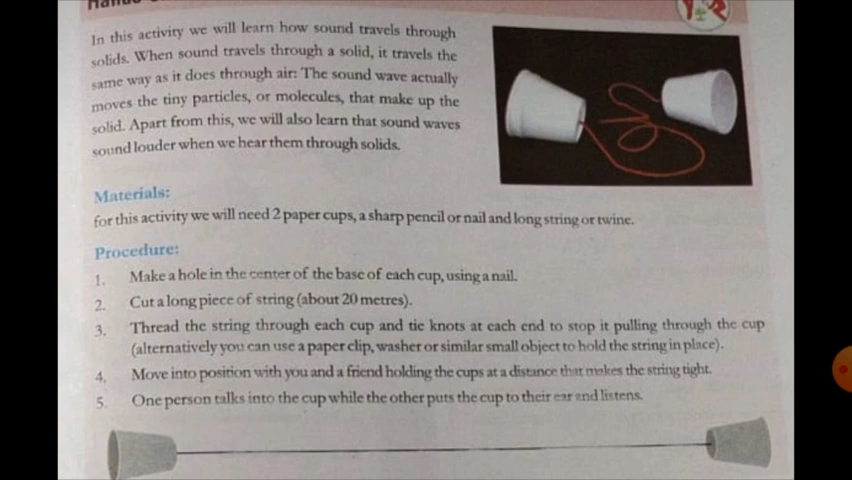 In this activity we will learn how sound travels through
solids. When sound travels through a solid, it travels the
same way as it does through air: The sound wave actually
moves the tiny particles, or molecules, that make up the
solid. Apart from this, we will also learn that sound waves
sound louder when we hear them through solids.
Materials:
for this activity we will need 2 paper cups, a sharp pencil or nail and long string or twine.
Procedure:
1. Make a hole in the center of the base of each cup, using a nail.
2. Cut a long piece of string (about 20 metres).
3. Thread the string through each cup and tie knots at each end to stop it pulling through the cup
(alternatively you can use a paper clip, washer or similar small object to hold the string in place).
4. Move into position with you and a friend holding the cups at a distance that makes the string tight.
5. One person talks into the cup while the other puts the cup to their ear and listens.